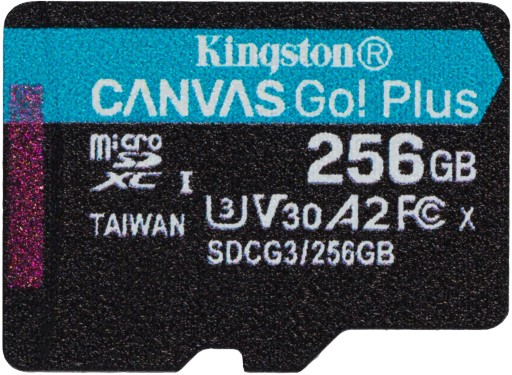 Kingston®
CANVAS Go! Plus
micro SD XC I
256GB
TAIWAN
U3 V30 A2 FC X
SDCG3/256GB